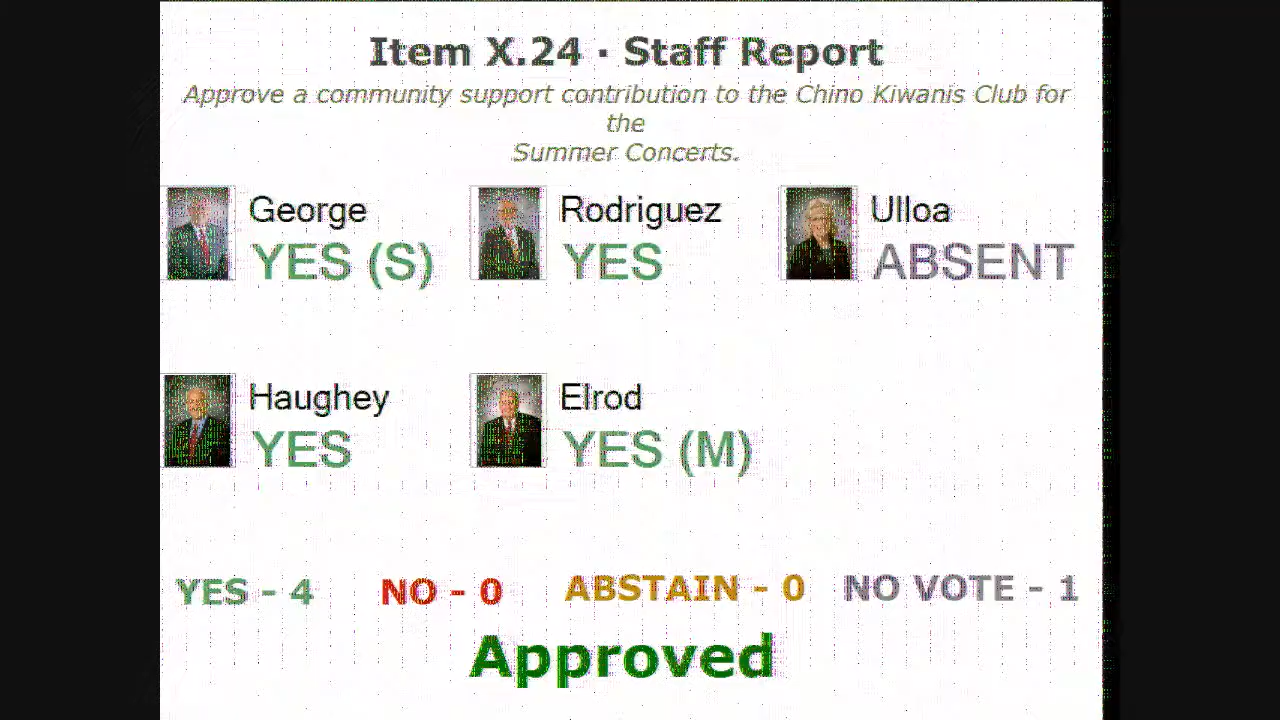 Item X.24 · Staff Report
Approve a community support contribution to the Chino Kiwanis Club for
the
Summer Concerts.
George Rodriguez Ulloa
YES (S) YES ABSENT
Haughey Elrod
YES YES (M)
YES - 4 NO - 0 ABSTAIN - 0 NO VOTE - 1
Approved